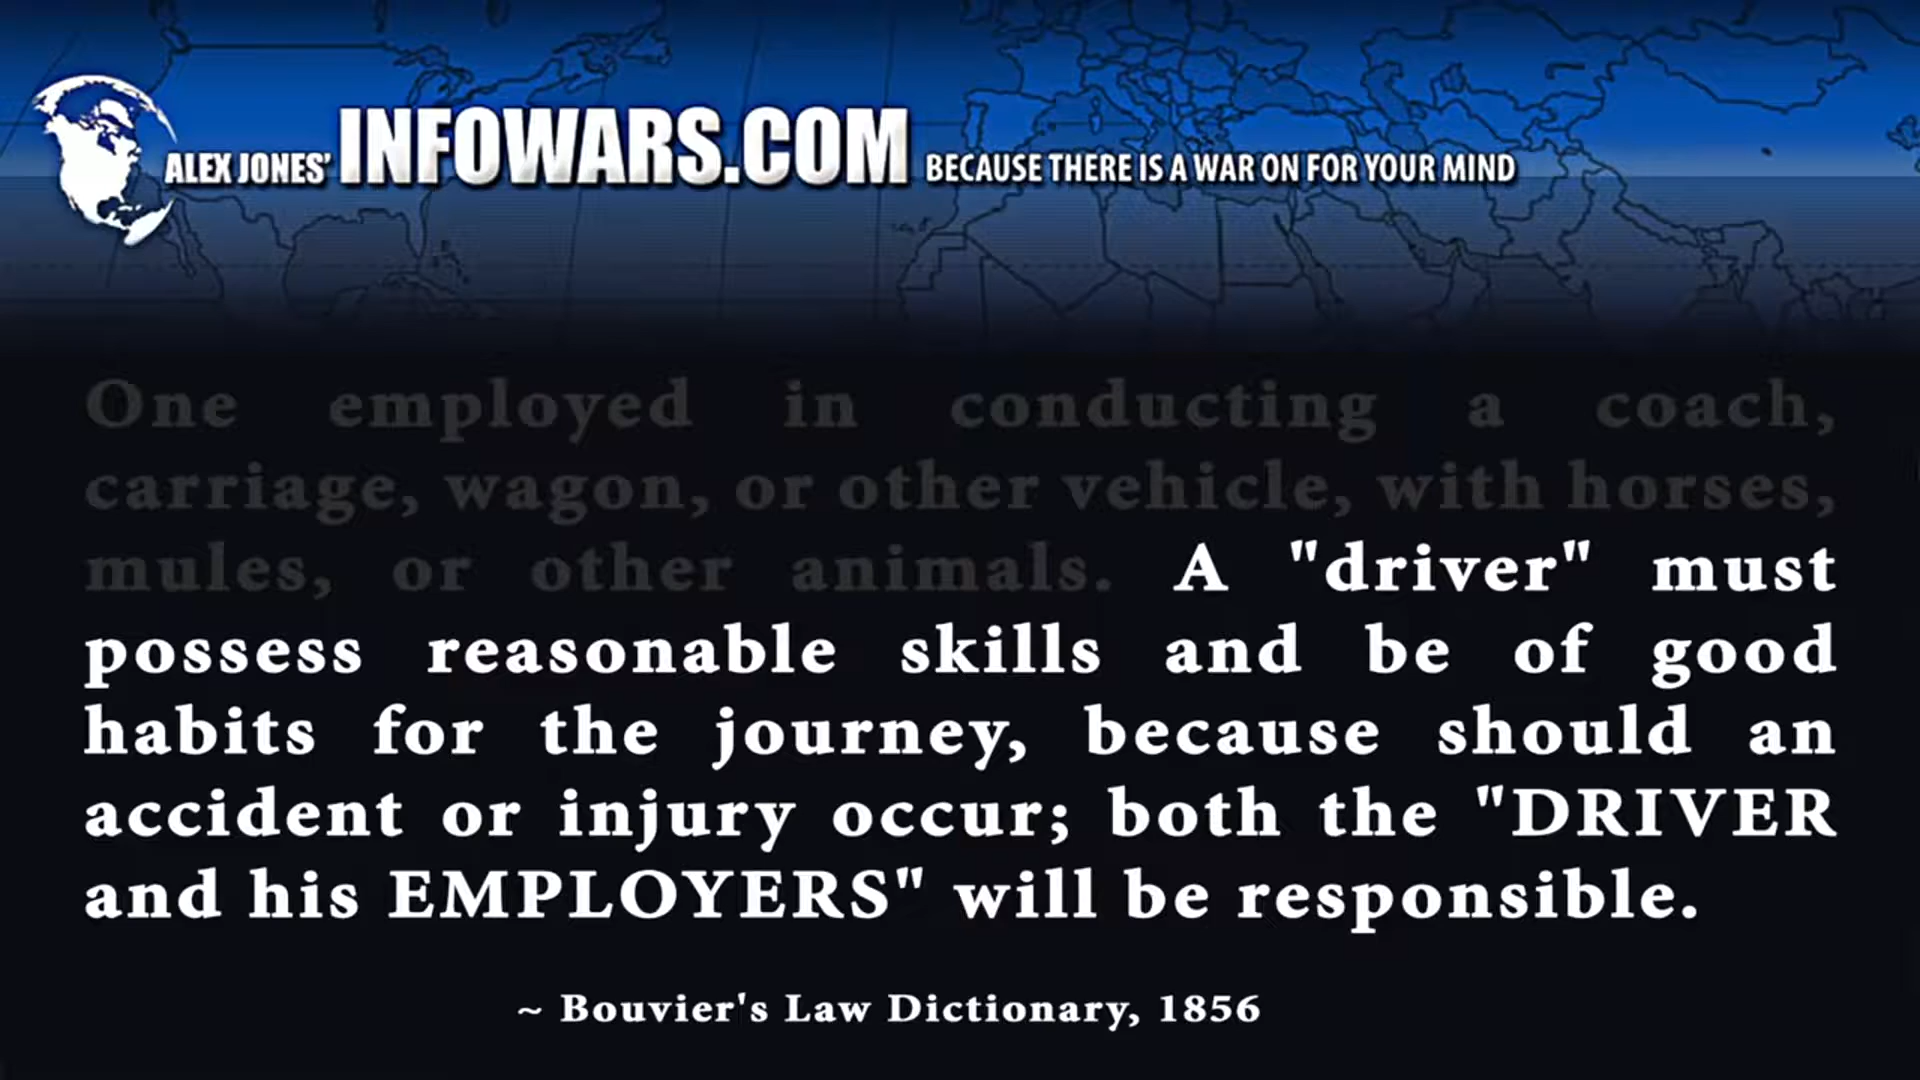 ALEX JONES' INFOWARS.COM BECAUSE THERE IS A WAR ON FOR YOUR MIND
One employed in conducting a coach,
carriage, wagon, or other vehicle, with horses,
mules, or other animals. A "driver" must
possess reasonable skills and be of good
habits for the journey, because should an
accident or injury occur; both the "DRIVER
and his EMPLOYERS" will be responsible.
~ Bouvier's Law Dictionary, 1856